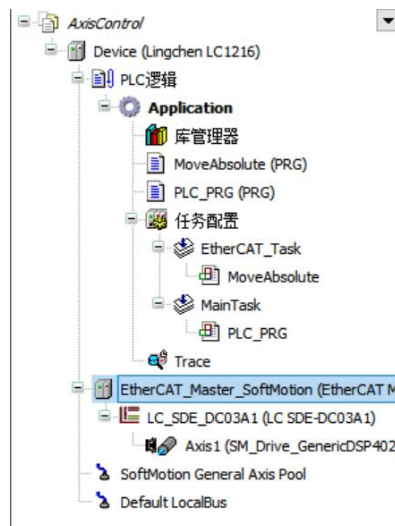 AxisControl
Device (Lingchen LC1216)
PLC逻辑
Application
库管理器
MoveAbsolute (PRG)
PLC_PRG (PRG)
任务配置
EtherCAT_Task
MoveAbsolute
MainTask
PLC_PRG
Trace
EtherCAT_Master_SoftMotion (EtherCAT M
LC_SDE_DC03A1 (LC SDE-DC03A1)
Axis1 (SM_Drive_GenericDSP402
SoftMotion General Axis Pool
Default LocalBus